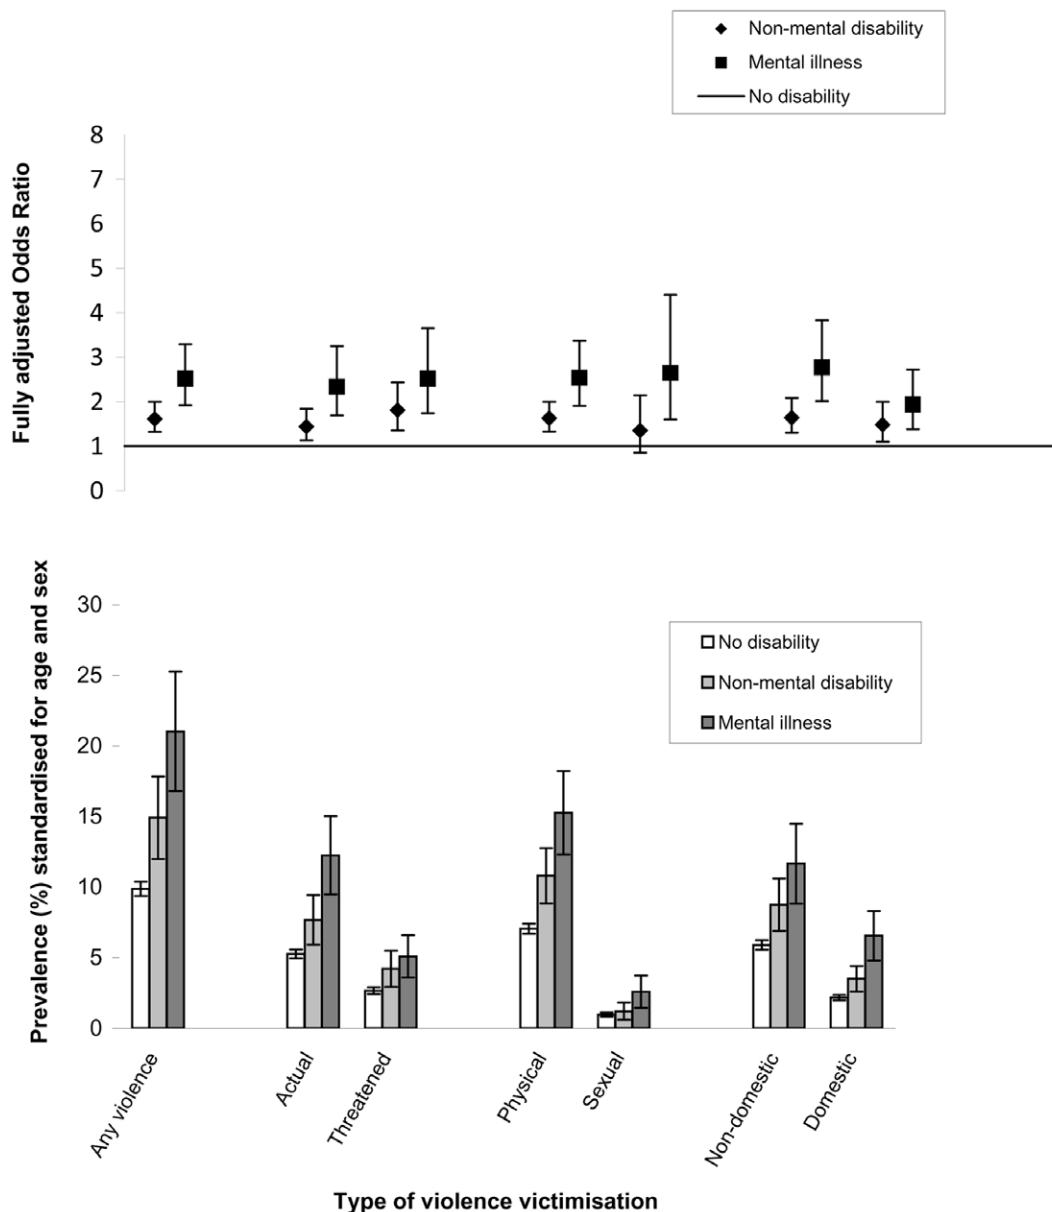 Non-mental disability
Mental illness
No disability
Fully adjusted Odds Ratio
8
7
6
5
4
3
2
1
0
Prevalence (%) standardised for age and sex
30
25
20
15
10
5
0
No disability
Non-mental disability
Mental illness
Any violence
Actual
Threatened
Physical
Sexual
Non-domestic
Domestic
Type of violence victimisation